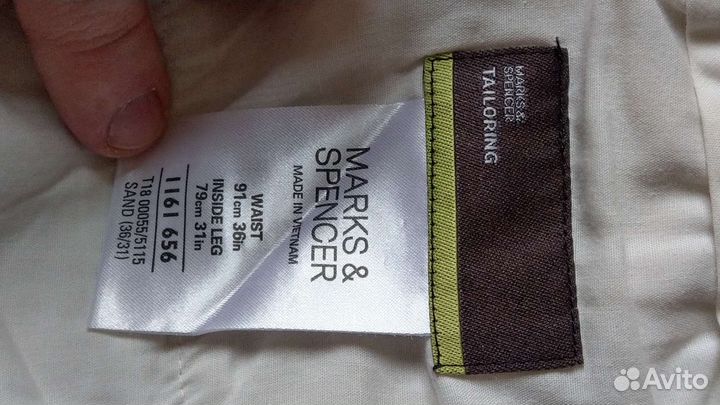 MARKS &
SPENCER
TAILORING
MARKS &
SPENCER
MADE IN VIETNAM
WAIST
91cm 36in
INSIDE LEG
79cm 31in
1161 656
T18 00055/5115
SAND (36/31)
Avito